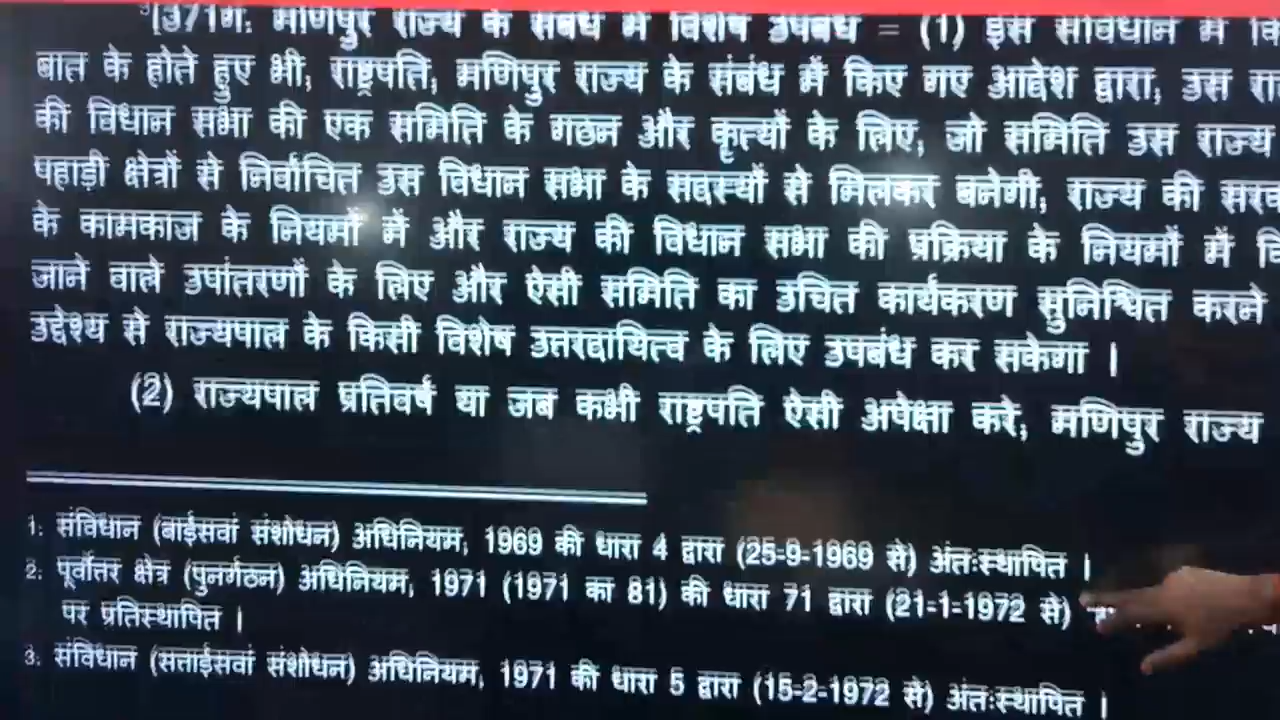 ³[371ग. मणिपुर राज्य के संबंध में विशेष उपबंध – (1) इस संविधान में
बात के होते हुए भी, राष्ट्रपति, मणिपुर राज्य के संबंध में किए गए आदेश द्वारा, उस
की विधान सभा की एक समिति के गठन और कृत्यों के लिए, जो समिति उस राज्य
पहाड़ी क्षेत्रों से निर्वाचित उस विधान सभा के सदस्यों से मिलकर बनेगी, राज्य की
के कामकाज के नियमों में और राज्य की विधान सभा की प्रक्रिया के नियमों में
जाने वाले उपांतरणों के लिए और ऐसी समिति का उचित कार्यकरण सुनिश्चित करने
उद्देश्य से राज्यपाल के किसी विशेष उत्तरदायित्व के लिए उपबंध कर सकेगा ।
(2) राज्यपाल प्रतिवर्ष या जब कभी राष्ट्रपति ऐसी अपेक्षा करे, मणिपुर राज्य
1. संविधान (बाईसवां संशोधन) अधिनियम, 1969 की धारा 4 द्वारा (25-9-1969 से) अंतःस्थापित ।
2. पूर्वोत्तर क्षेत्र (पुनर्गठन) अधिनियम, 1971 (1971 का 81) की धारा 71 द्वारा (21-1-1972 से)
पर प्रतिस्थापित ।
3. संविधान (सत्ताईसवां संशोधन) अधिनियम, 1971 की धारा 5 द्वारा (15-2-1972 से) अंतःस्थापित ।